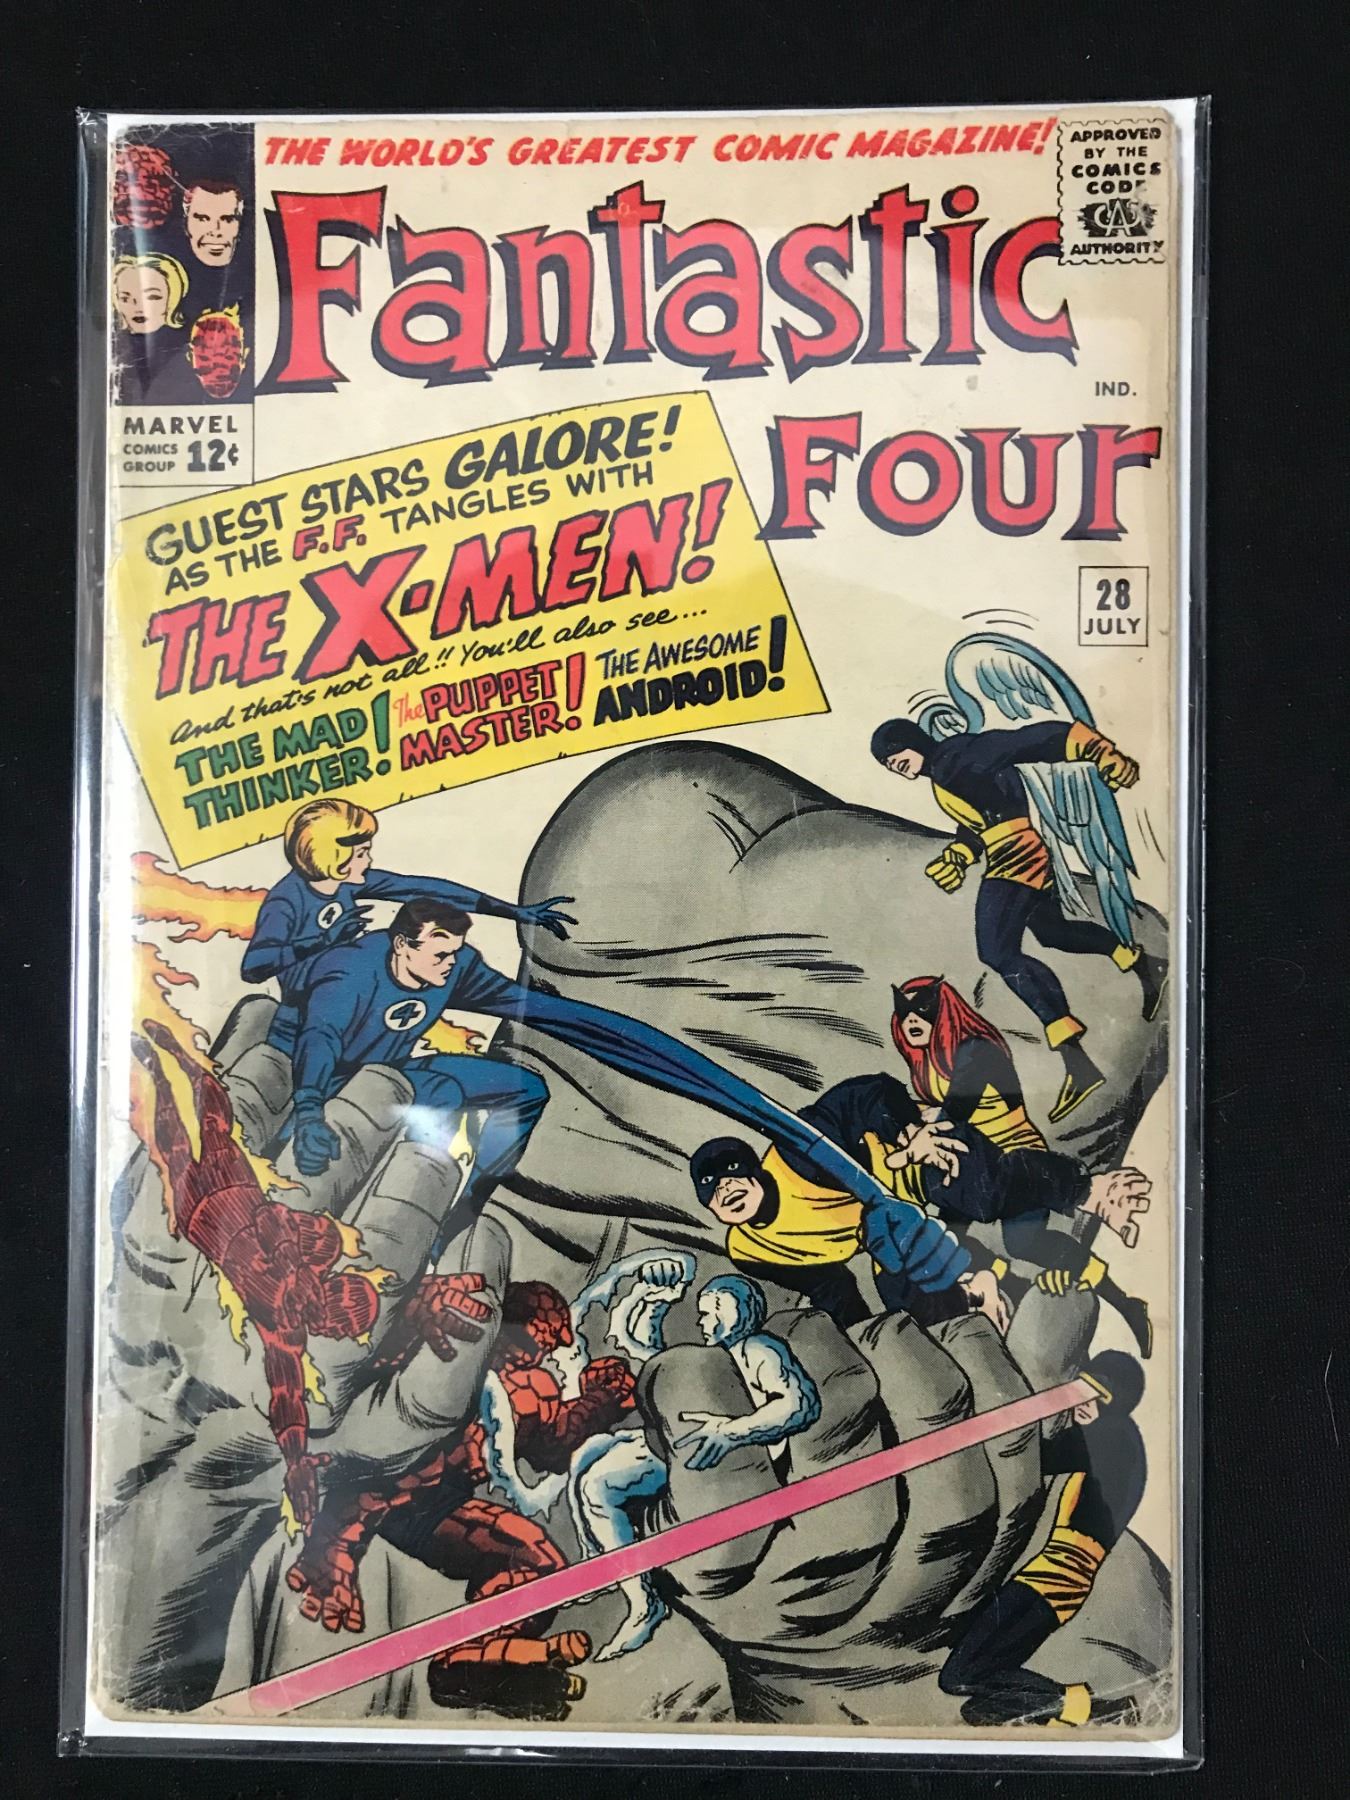 THE WORLD'S GREATEST COMIC MAGAZINE!
APPROVED
BY THE
COMICS
CODE
CA
AUTHORITY
Fantastic
Four
IND.
MARVEL
COMICS
GROUP 12¢
28
JULY
GUEST STARS GALORE!
AS THE F.F. TANGLES WITH
THE X-MEN!
And that's not all!! You'll also see...
THE MAD THINKER!
The PUPPET MASTER!
THE AWESOME ANDROID!
4
4